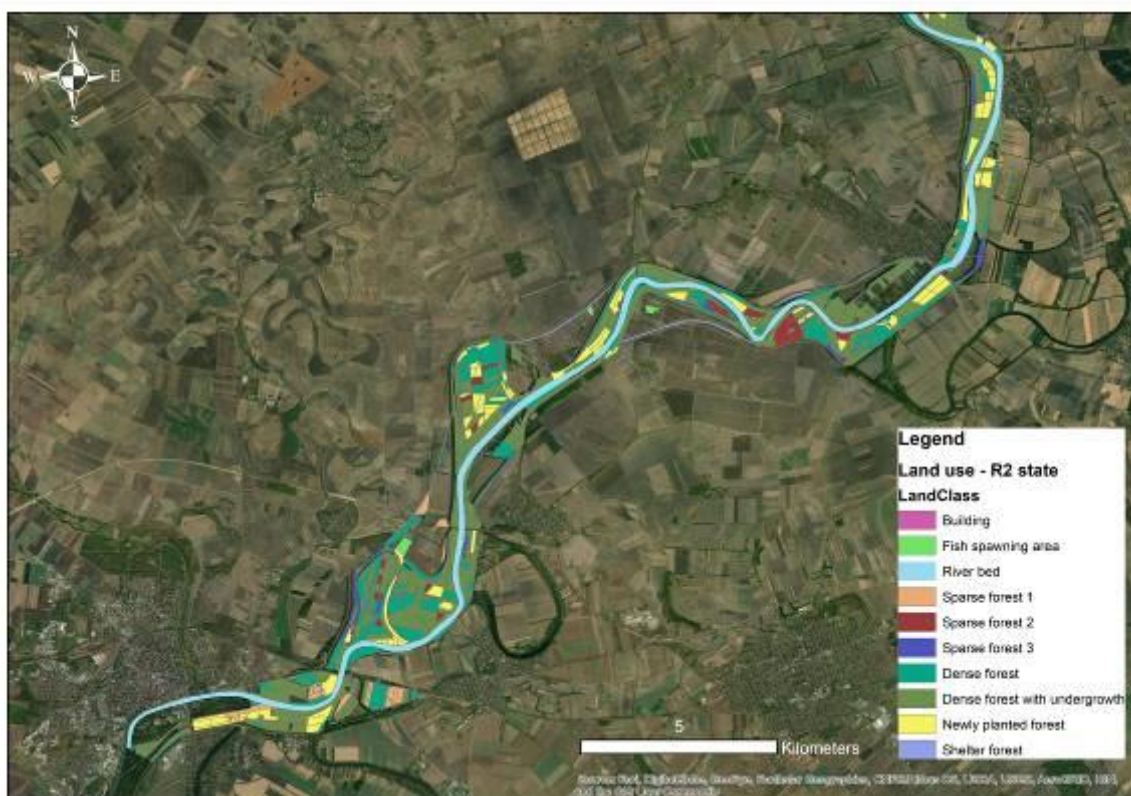 N
W E
S
Legend
Land use - R2 state
LandClass
Building
Fish spawning area
River bed
Sparse forest 1
Sparse forest 2
Sparse forest 3
Dense forest
Dense forest with undergrowth
Newly planted forest
Shelter forest
5
Kilometers